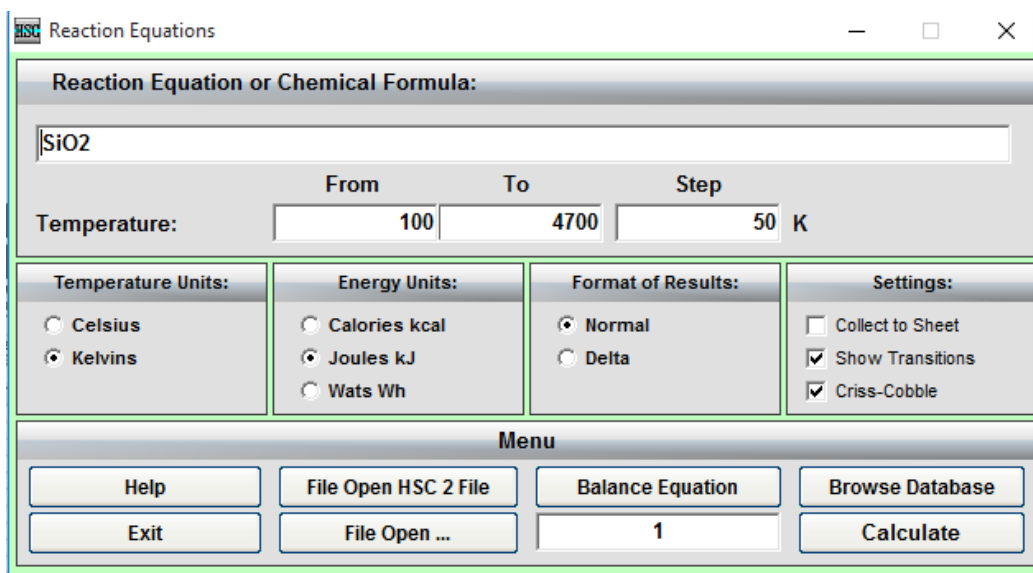 HSC Reaction Equations
Reaction Equation or Chemical Formula:
SiO2
From To Step
Temperature: 100 4700 50 K
Temperature Units: Energy Units: Format of Results: Settings:
Celsius Calories kcal Normal Collect to Sheet
Kelvins Joules kJ Delta Show Transitions
Wats Wh Criss-Cobble
Menu
Help File Open HSC 2 File Balance Equation Browse Database
Exit File Open ... 1 Calculate